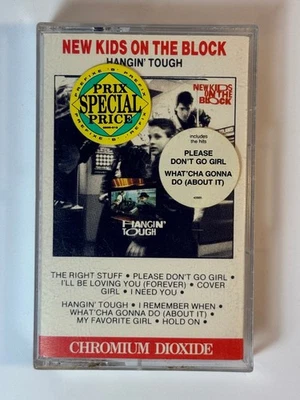 NEW KIDS ON THE BLOCK
HANGIN' TOUGH
PRIX
SPECIAL
PRICE
NEW KIDS
ON THE
BLOCK
includes
the hits
PLEASE
DON'T GO GIRL
WHAT'CHA GONNA
DO (ABOUT IT)
HANGIN'
TOUGH
THE RIGHT STUFF • PLEASE DON'T GO GIRL •
I'LL BE LOVING YOU (FOREVER) • COVER
GIRL • I NEED YOU •
HANGIN' TOUGH • I REMEMBER WHEN •
WHAT'CHA GONNA DO (ABOUT IT) •
MY FAVORITE GIRL • HOLD ON •
CHROMIUM DIOXIDE